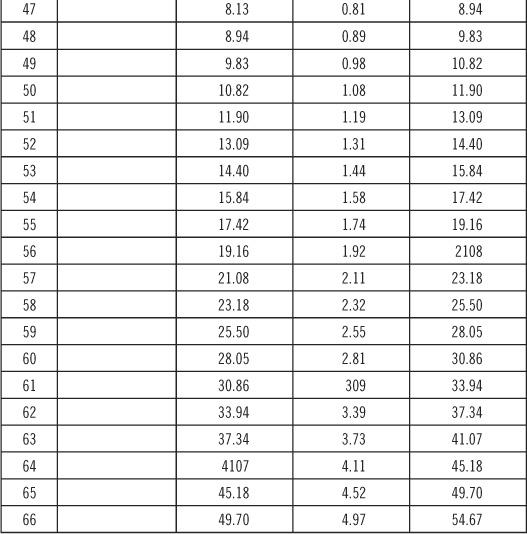 47 8.13 0.81 8.94
48 8.94 0.89 9.83
49 9.83 0.98 10.82
50 10.82 1.08 11.90
51 11.90 1.19 13.09
52 13.09 1.31 14.40
53 14.40 1.44 15.84
54 15.84 1.58 17.42
55 17.42 1.74 19.16
56 19.16 1.92 2108
57 21.08 2.11 23.18
58 23.18 2.32 25.50
59 25.50 2.55 28.05
60 28.05 2.81 30.86
61 30.86 309 33.94
62 33.94 3.39 37.34
63 37.34 3.73 41.07
64 4107 4.11 45.18
65 45.18 4.52 49.70
66 49.70 4.97 54.67